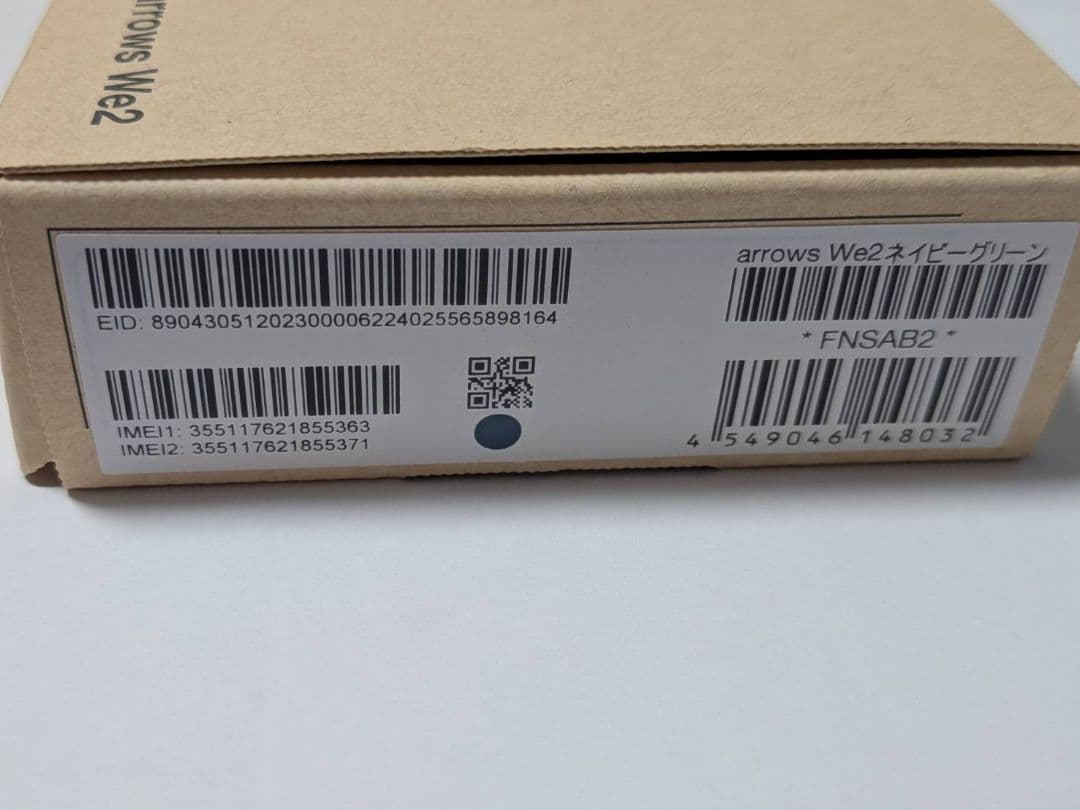 arrows We2
EID: 89043051202300006224025565898164
IMEI1: 355117621855363
IMEI2: 355117621855371
arrows We2ネイビーグリーン
* FNSAB2 *
4 549046 148032